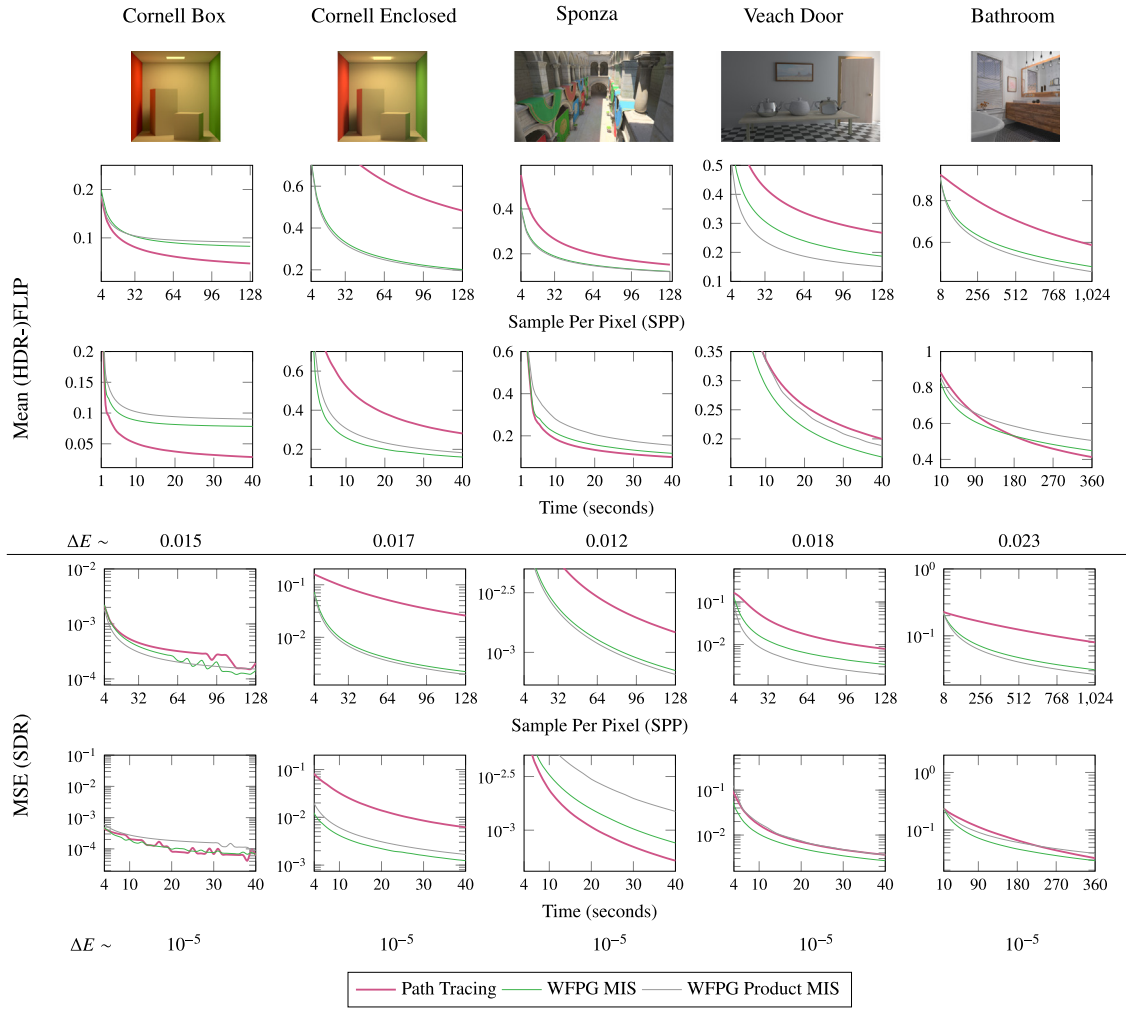 Cornell Box Cornell Enclosed Sponza Veach Door Bathroom
Mean (HDR-)FLIP
0.2 0.1
4 32 64 96 128
0.6 0.4 0.2
4 32 64 96 128
0.4 0.2
4 32 64 96 128
0.5 0.4 0.3 0.2 0.1
4 32 64 96 128
0.8 0.6
8 256 512 768 1,024
Sample Per Pixel (SPP)
0.2 0.15 0.1 0.05
1 10 20 30 40
0.6 0.4 0.2
1 10 20 30 40
0.6 0.4 0.2
1 10 20 30 40
0.35 0.3 0.25 0.2
1 10 20 30 40
1 0.8 0.6 0.4
10 90 180 270 360
Time (seconds)
ΔE ∼ 0.015 0.017 0.012 0.018 0.023
MSE (SDR)
10⁻² 10⁻³ 10⁻⁴
4 32 64 96 128
10⁻¹ 10⁻²
4 32 64 96 128
10⁻²·⁵ 10⁻³
4 32 64 96 128
10⁻¹ 10⁻²
4 32 64 96 128
10⁰ 10⁻¹
8 256 512 768 1,024
Sample Per Pixel (SPP)
10⁻¹ 10⁻² 10⁻³ 10⁻⁴
4 10 20 30 40
10⁻¹ 10⁻² 10⁻³
4 10 20 30 40
10⁻²·⁵ 10⁻³
4 10 20 30 40
10⁻¹ 10⁻²
4 10 20 30 40
10⁰ 10⁻¹
10 90 180 270 360
Time (seconds)
ΔE ∼ 10⁻⁵ 10⁻⁵ 10⁻⁵ 10⁻⁵ 10⁻⁵
Path Tracing WFPG MIS WFPG Product MIS